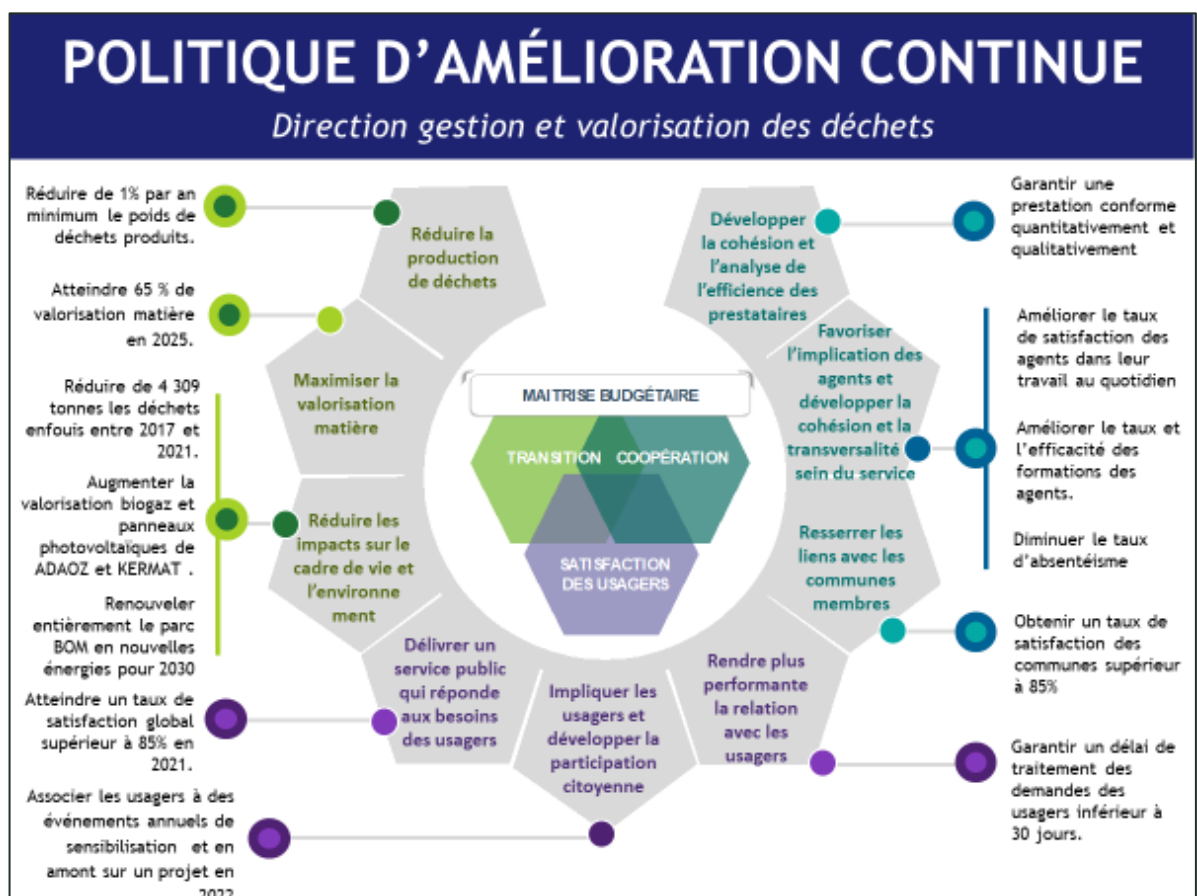 POLITIQUE D'AMÉLIORATION CONTINUE
Direction gestion et valorisation des déchets
Réduire de 1% par an
minimum le poids de
déchets produits.
Atteindre 65 % de
valorisation matière
en 2025.
Réduire de 4 309
tonnes les déchets
enfouis entre 2017 et
2021.
Augmenter la
valorisation biogaz et
panneaux
photovoltaïques de
ADAOZ et KERMAT .
Renouveler
entièrement le parc
BOM en nouvelles
énergies pour 2030
Atteindre un taux de
satisfaction global
supérieur à 85% en
2021.
Associer les usagers à des
événements annuels de
sensibilisation et en
amont sur un projet en
Réduire la
production
de déchets
Maximiser la
valorisation
matière
Réduire les
impacts sur le
cadre de vie et
l'environne
ment
Délivrer un
service public
qui réponde
aux besoins
des usagers
Impliquer les
usagers et
développer la
participation
citoyenne
Rendre plus
performante
la relation
avec les
usagers
Resserrer les
liens avec les
communes
membres
Favoriser
l'implication des
agents et
développer la
cohésion et la
transversalité
sein du service
Développer
la cohésion et
l'analyse de
l'efficience des
prestataires
MAITRISE BUDGÉTAIRE
TRANSITION
COOPÉRATION
SATISFACTION
DES USAGERS
Garantir une
prestation conforme
quantitativement et
qualitativement
Améliorer le taux
de satisfaction des
agents dans leur
travail au quotidien
Améliorer le taux et
l'efficacité des
formations des
agents.
Diminuer le taux
d'absentéisme
Obtenir un taux de
satisfaction des
communes supérieur
à 85%
Garantir un délai de
traitement des
demandes des
usagers inférieur à
30 jours.